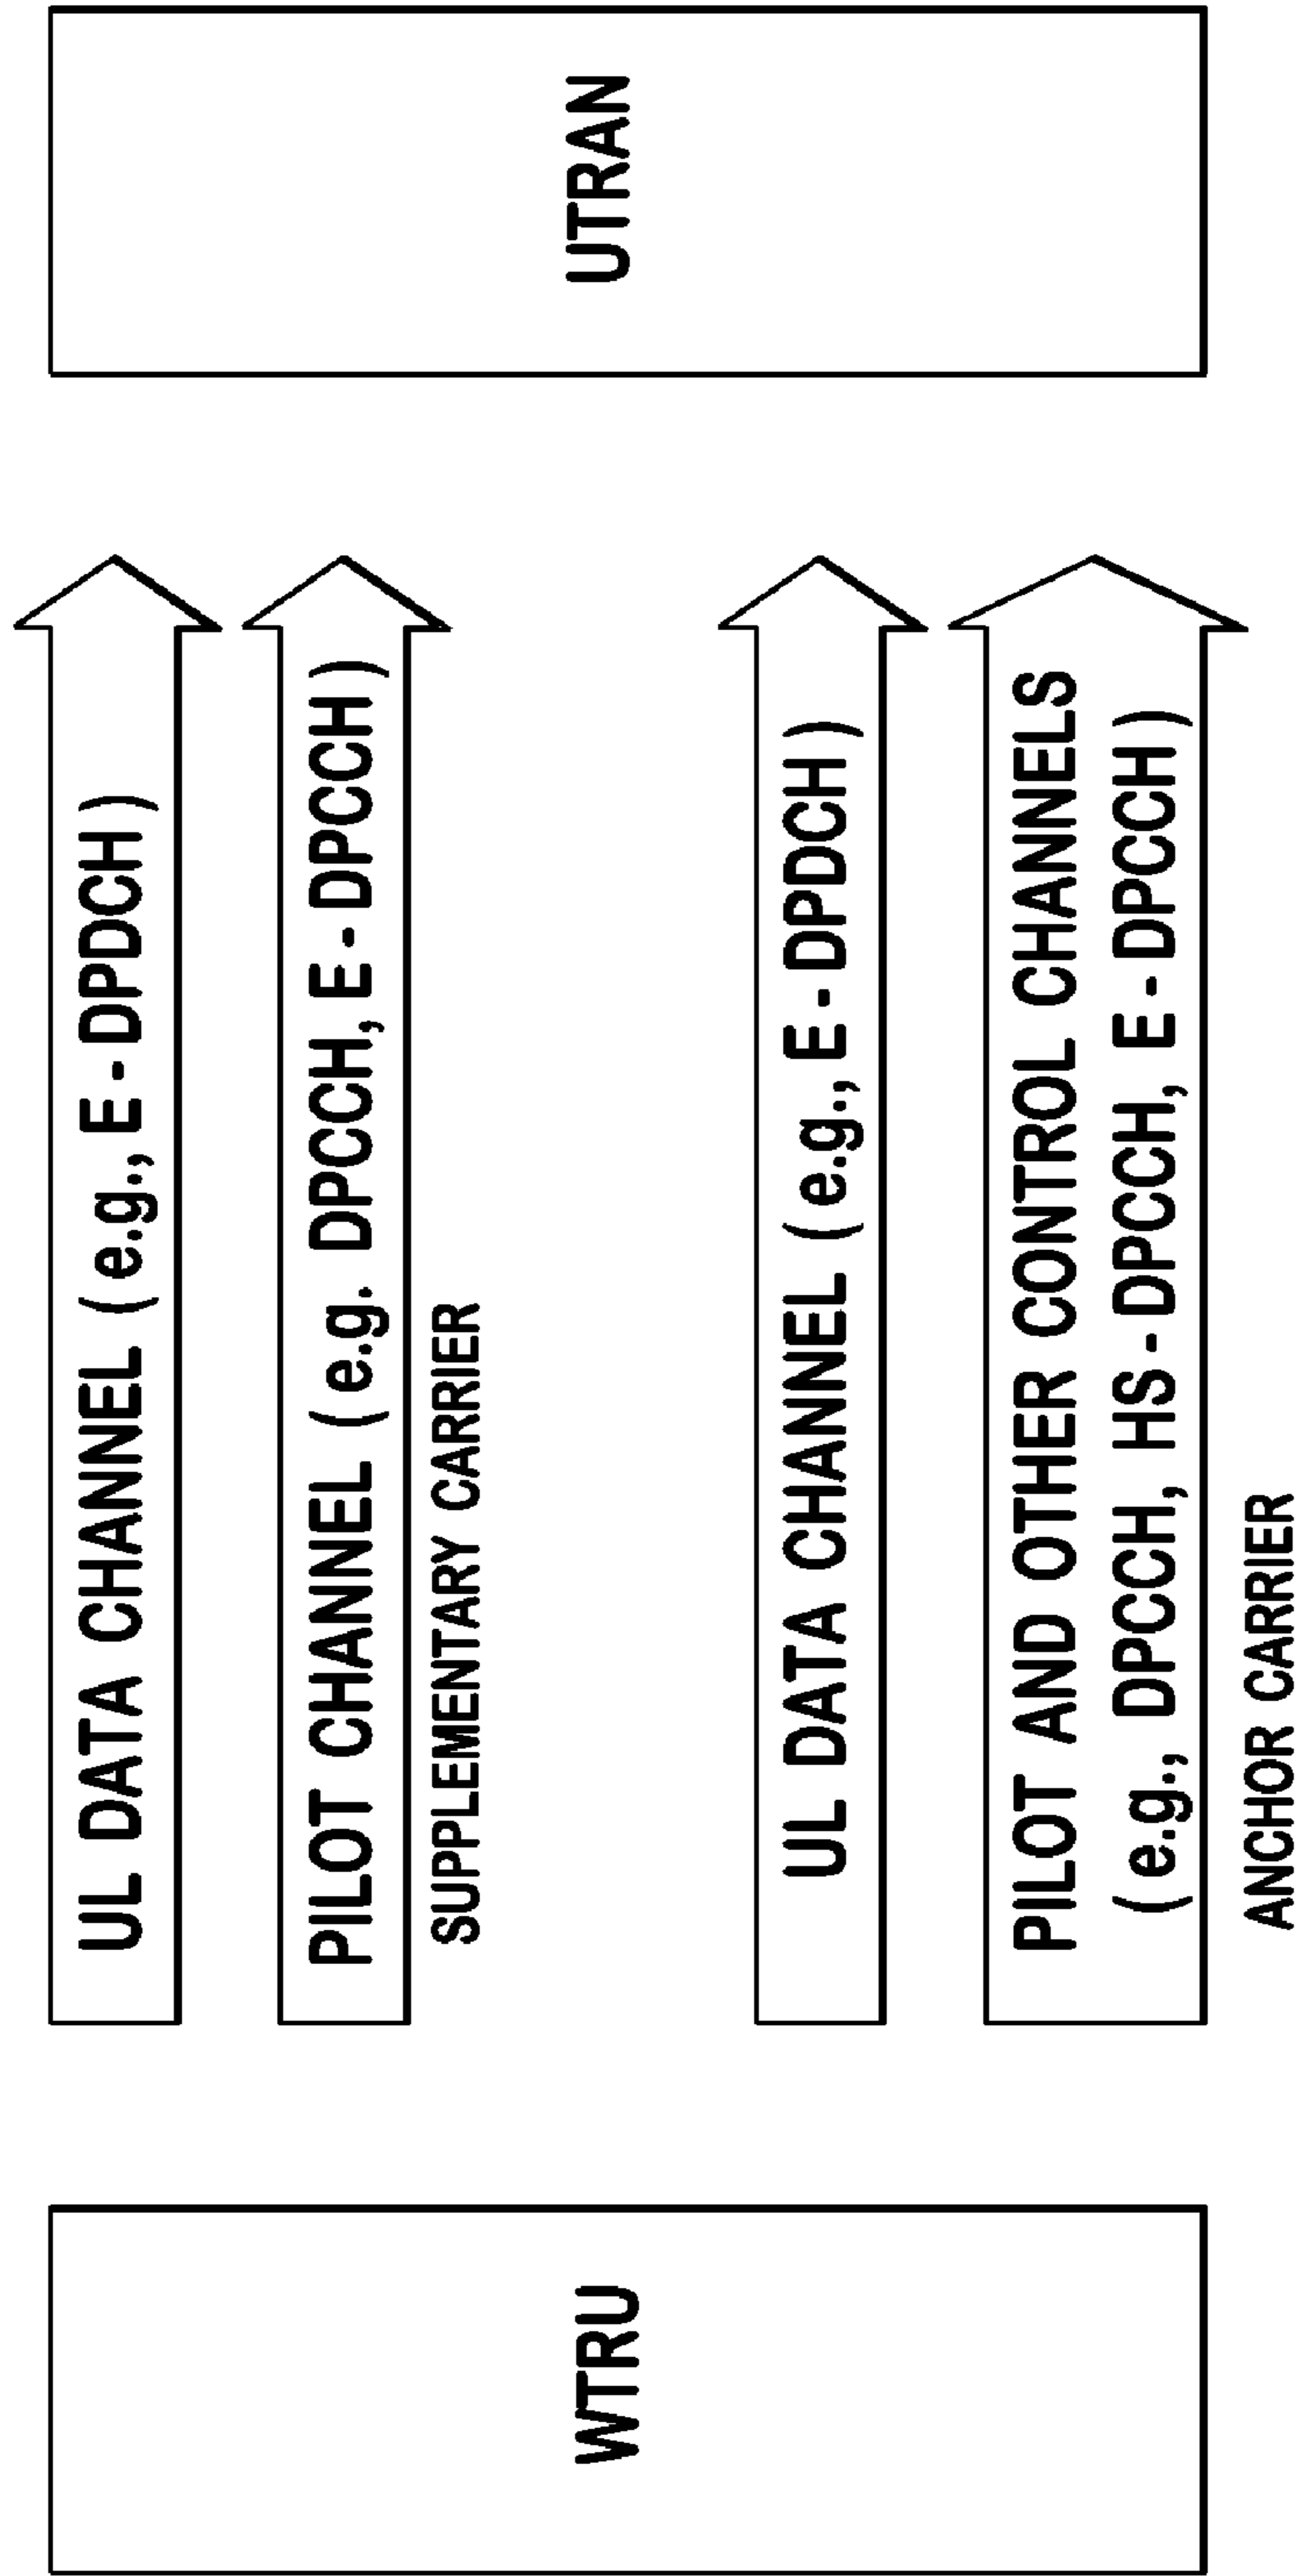 WTRU
UL DATA CHANNEL ( e.g., E - DPDCH )
PILOT CHANNEL ( e.g. DPCCH, E - DPCCH )
SUPPLEMENTARY CARRIER
UL DATA CHANNEL ( e.g., E - DPDCH )
PILOT AND OTHER CONTROL CHANNELS
( e.g., DPCCH, HS - DPCCH, E - DPCCH )
ANCHOR CARRIER
UTRAN